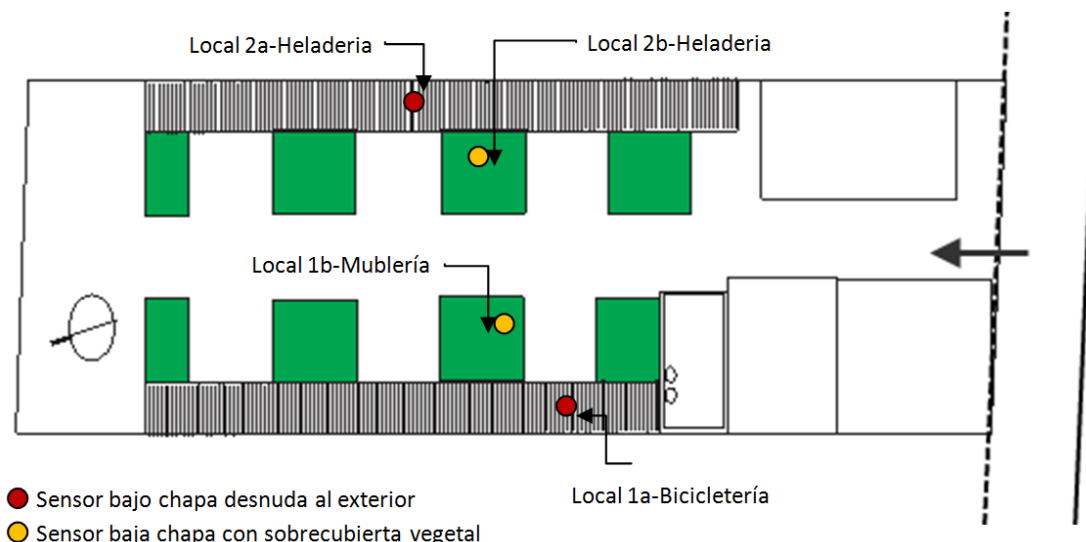 Local 2a-Heladeria
Local 2b-Heladeria
Local 1b-Mublería
Local 1a-Bicicletería
Sensor bajo chapa desnuda al exterior
Sensor baja chapa con sobrecubierta vegetal